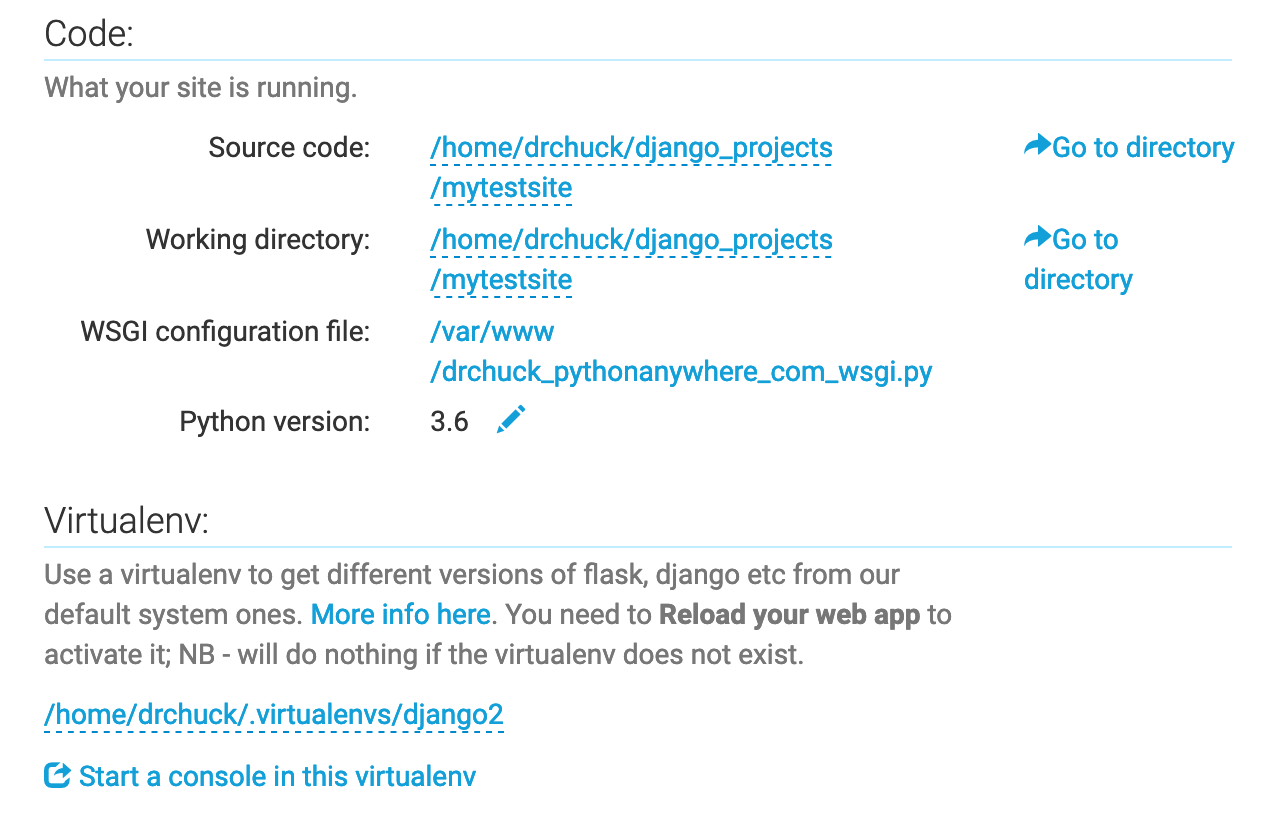 Code:
What your site is running.
Source code: /home/drchuck/django_projects Go to directory
/mytestsite
Working directory: /home/drchuck/django_projects Go to
/mytestsite directory
WSGI configuration file: /var/www
/drchuck_pythonanywhere_com_wsgi.py
Python version: 3.6
Virtualenv:
Use a virtualenv to get different versions of flask, django etc from our
default system ones. More info here. You need to Reload your web app to
activate it; NB - will do nothing if the virtualenv does not exist.
/home/drchuck/.virtualenvs/django2
Start a console in this virtualenv